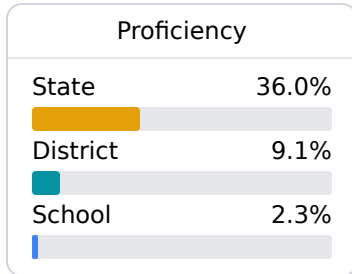 Proficiency
State 36.0%
District 9.1%
School 2.3%